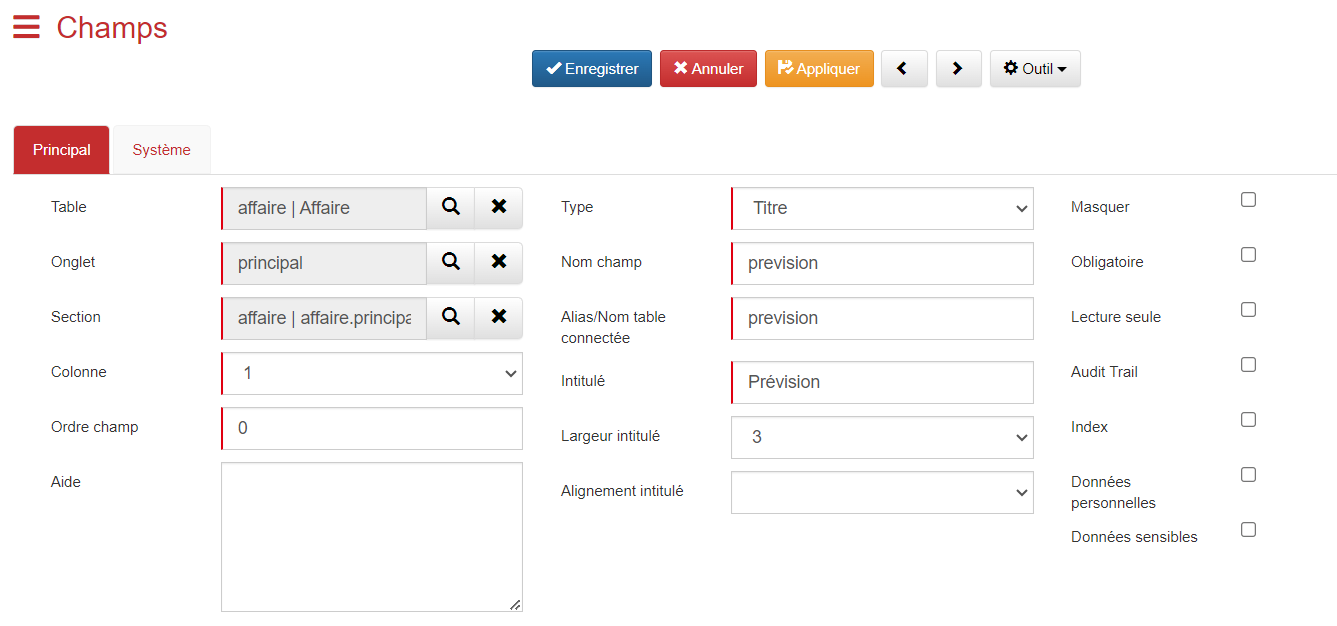 Champs
Enregistrer Annuler Appliquer Outil
Principal Système
Table affaire | Affaire
Onglet principal
Section affaire | affaire.principa
Colonne 1
Ordre champ 0
Aide
Type Titre
Nom champ prevision
Alias/Nom table
connectée prevision
Intitulé Prévision
Largeur intitulé 3
Alignement intitulé
Masquer
Obligatoire
Lecture seule
Audit Trail
Index
Données
personnelles
Données sensibles